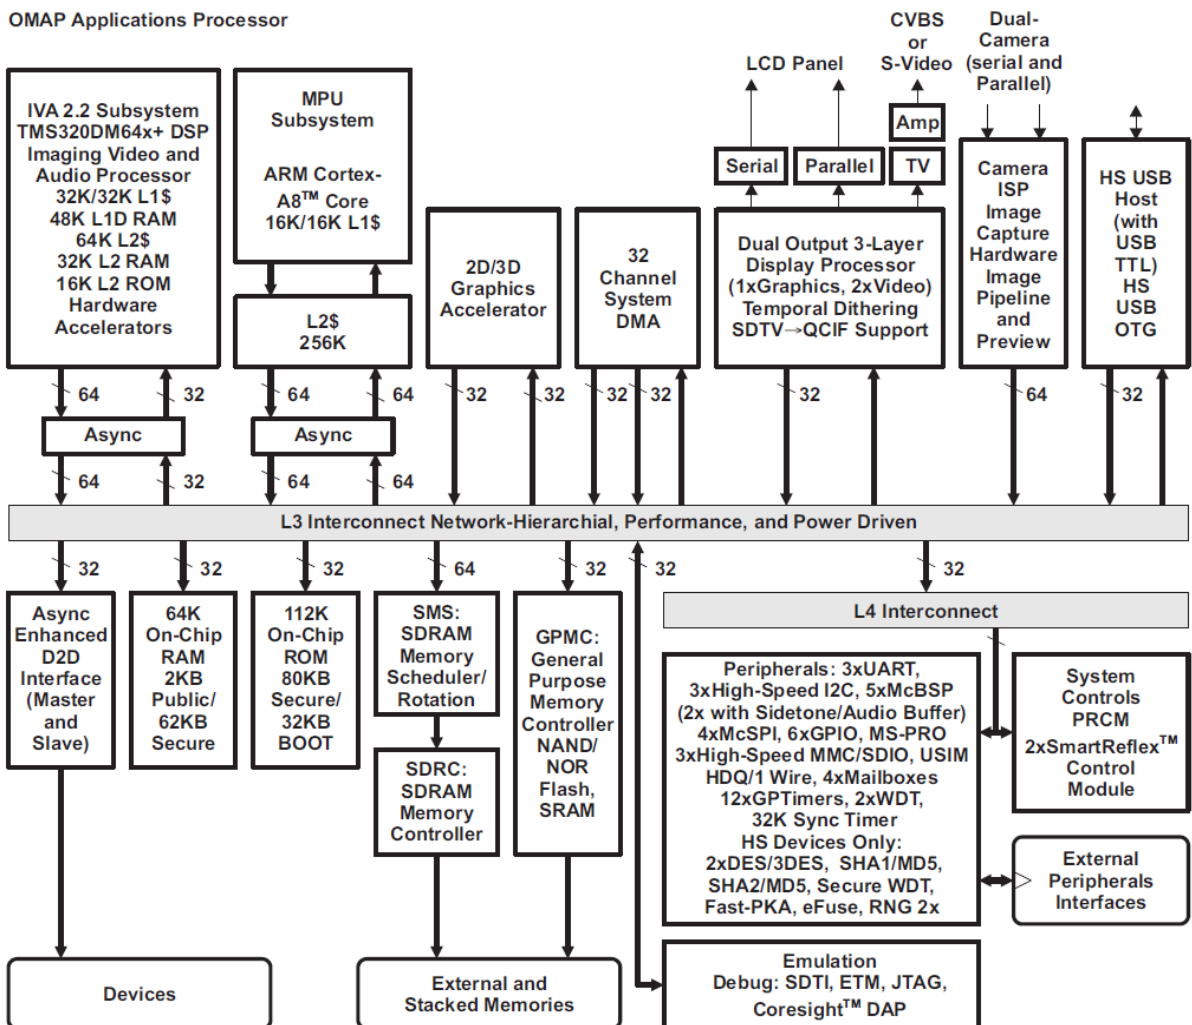 OMAP Applications Processor
CVBS
or
S-Video
Dual-
Camera
(serial and
Parallel)
LCD Panel
IVA 2.2 Subsystem
TMS320DM64x+ DSP
Imaging Video and
Audio Processor
32K/32K L1$
48K L1D RAM
64K L2$
32K L2 RAM
16K L2 ROM
Hardware
Accelerators
MPU
Subsystem
ARM Cortex-
A8™ Core
16K/16K L1$
L2$
256K
2D/3D
Graphics
Accelerator
32
Channel
System
DMA
Amp
Serial
Parallel
TV
Dual Output 3-Layer
Display Processor
(1xGraphics, 2xVideo)
Temporal Dithering
SDTV→QCIF Support
Camera
ISP
Image
Capture
Hardware
Image
Pipeline
and
Preview
HS USB
Host
(with
USB
TTL)
HS
USB
OTG
64
32
64
64
32
32
32
32
32
64
32
Async
Async
64
32
64
64
L3 Interconnect Network-Hierarchial, Performance, and Power Driven
32
32
32
64
32
32
32
Async
Enhanced
D2D
Interface
(Master
and
Slave)
64K
On-Chip
RAM
2KB
Public/
62KB
Secure
112K
On-Chip
ROM
80KB
Secure/
32KB
BOOT
SMS:
SDRAM
Memory
Scheduler/
Rotation
SDRC:
SDRAM
Memory
Controller
GPMC:
General
Purpose
Memory
Controller
NAND/
NOR
Flash,
SRAM
L4 Interconnect
Peripherals: 3xUART,
3xHigh-Speed I2C, 5xMcBSP
(2x with Sidetone/Audio Buffer)
4xMcSPI, 6xGPIO, MS-PRO
3xHigh-Speed MMC/SDIO, USIM
HDQ/1 Wire, 4xMailboxes
12xGPTimers, 2xWDT,
32K Sync Timer
HS Devices Only:
2xDES/3DES, SHA1/MD5,
SHA2/MD5, Secure WDT,
Fast-PKA, eFuse, RNG 2x
System
Controls
PRCM
2xSmartReflex™
Control
Module
External
Peripherals
Interfaces
Devices
External and
Stacked Memories
Emulation
Debug: SDTI, ETM, JTAG,
Coresight™ DAP